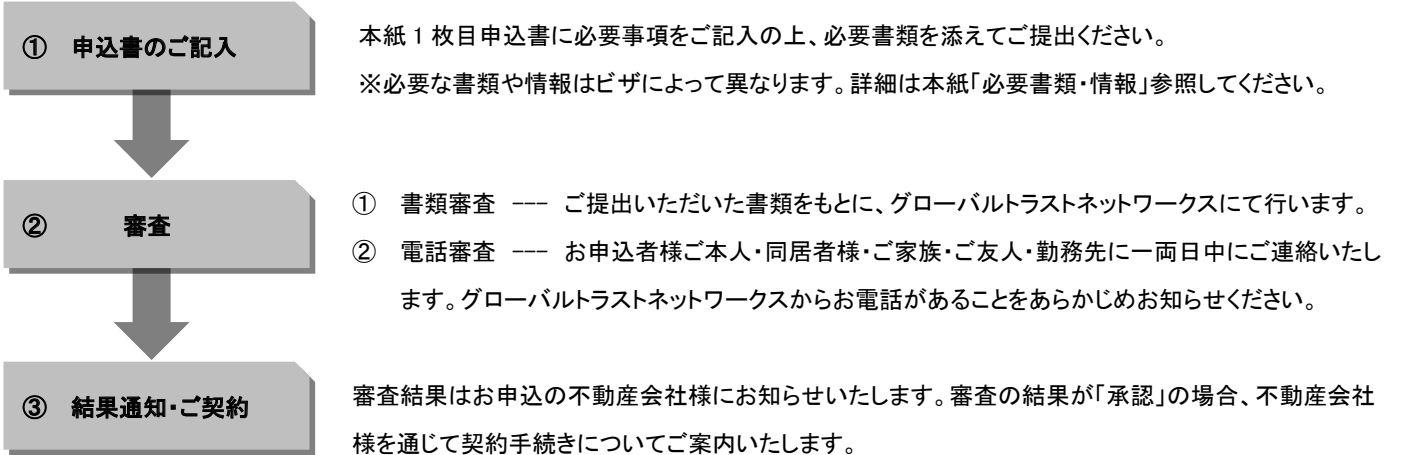 ① 申込書のご記入
本紙１枚目申込書に必要事項をご記入の上、必要書類を添えてご提出ください。
※必要な書類や情報はビザによって異なります。詳細は本紙「必要書類・情報」参照してください。
② 審査
① 書類審査 --- ご提出いただいた書類をもとに、グローバルトラストネットワークスにて行います。
② 電話審査 --- お申込者様ご本人・同居者様・ご家族・ご友人・勤務先に一両日中にご連絡いたし
ます。グローバルトラストネットワークスからお電話があることをあらかじめお知らせください。
③ 結果通知・ご契約
審査結果はお申込の不動産会社様にお知らせいたします。審査の結果が「承認」の場合、不動産会社
様を通じて契約手続きについてご案内いたします。